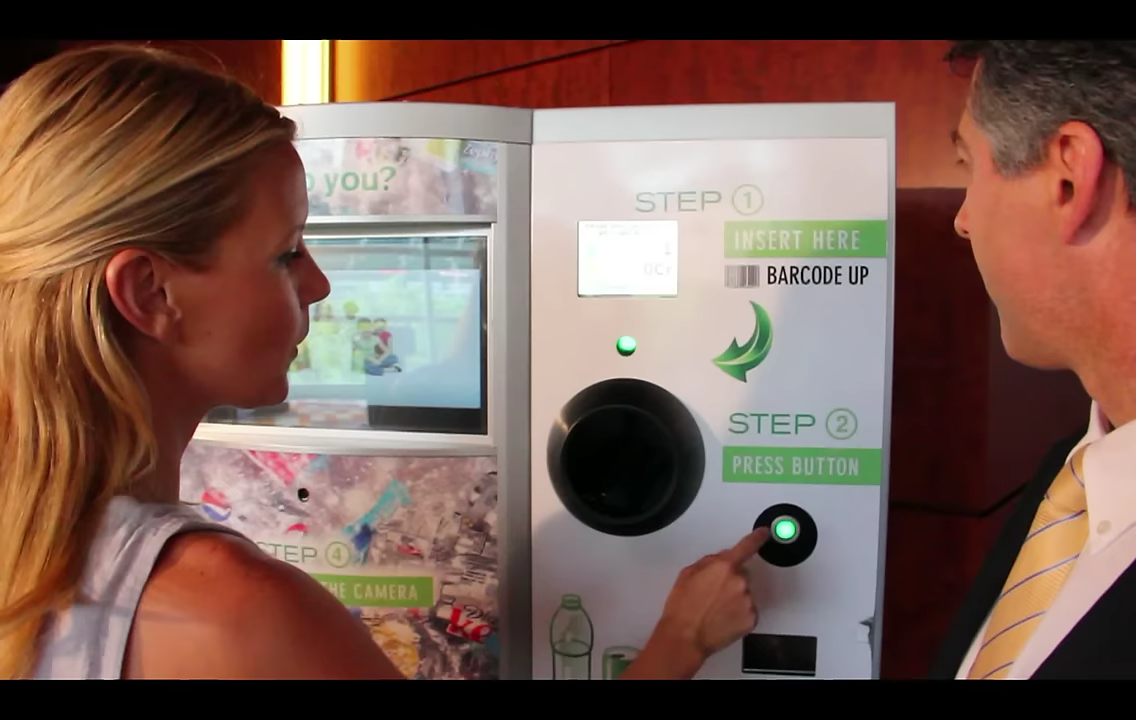 you?
STEP 1
INSERT HERE
BARCODE UP
STEP 2
PRESS BUTTON
STEP 4
THE CAMERA